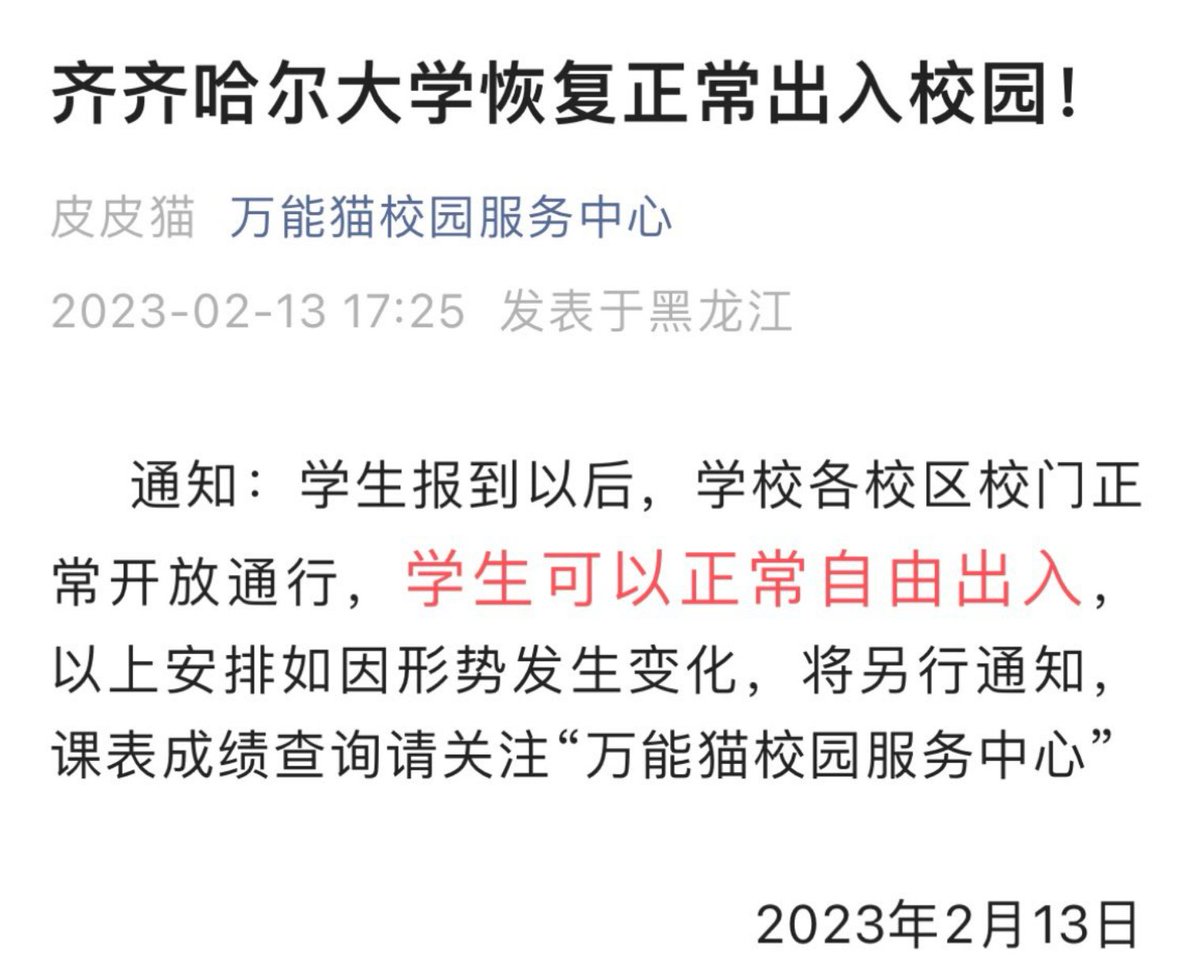 齐齐哈尔大学恢复正常出入校园！
皮皮猫 万能猫校园服务中心
2023-02-13 17:25 发表于黑龙江
通知：学生报到以后，学校各校区校门正
常开放通行，学生可以正常自由出入，
以上安排如因形势发生变化，将另行通知，
课表成绩查询请关注“万能猫校园服务中心”
2023年2月13日